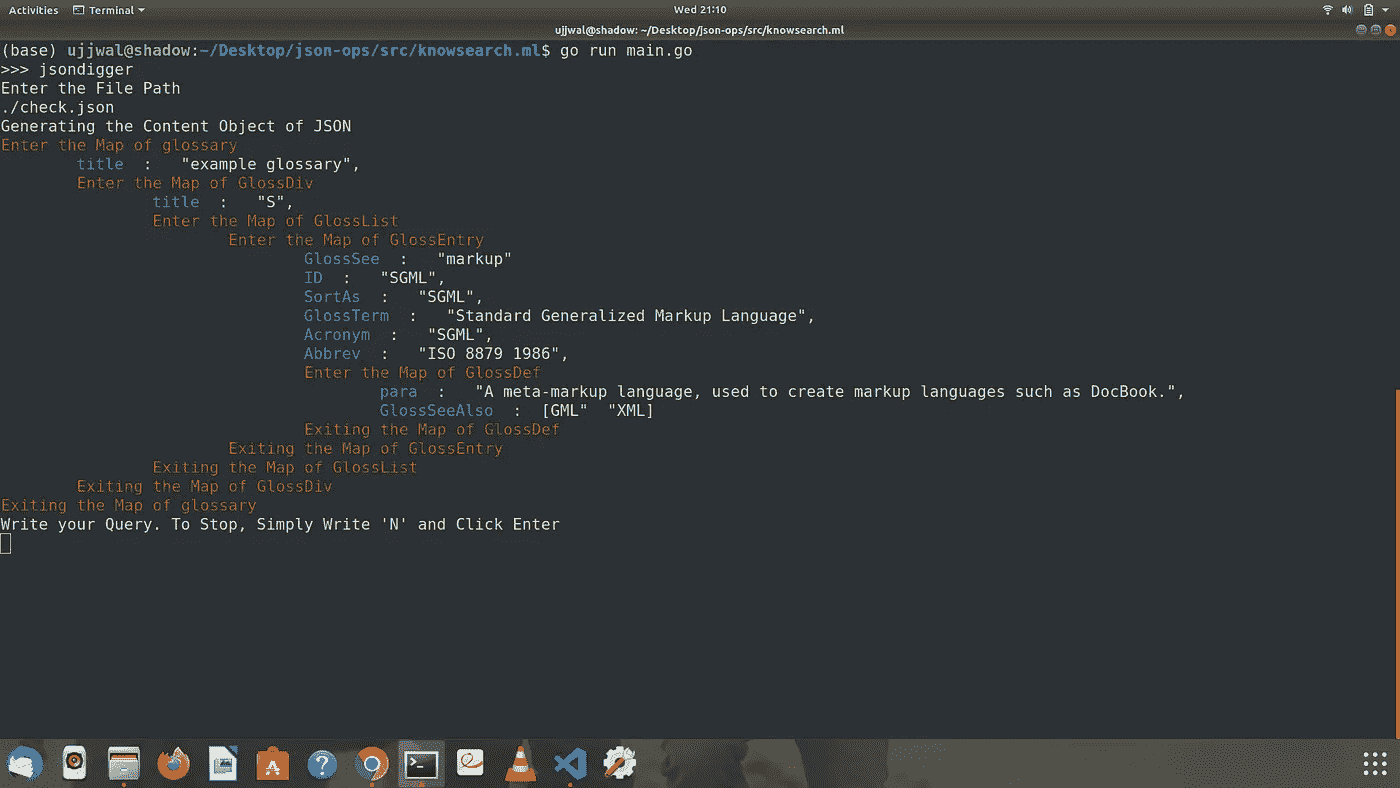 Activities Terminal Wed 21:10
ujjwal@shadow: ~/Desktop/json-ops/src/knowsearch.ml
(base) ujjwal@shadow:~/Desktop/json-ops/src/knowsearch.ml$ go run main.go
>>> jsondigger
Enter the File Path
./check.json
Generating the Content Object of JSON
Enter the Map of glossary
        title  :   "example glossary",
        Enter the Map of GlossDiv
                title  :   "S",
                Enter the Map of GlossList
                        Enter the Map of GlossEntry
                                GlossSee  :   "markup"
                                ID  :   "SGML",
                                SortAs  :   "SGML",
                                GlossTerm  :   "Standard Generalized Markup Language",
                                Acronym  :   "SGML",
                                Abbrev  :   "ISO 8879 1986",
                                Enter the Map of GlossDef
                                        para  :   "A meta-markup language, used to create markup languages such as DocBook.",
                                        GlossSeeAlso  :  [GML"  "XML]
                                Exiting the Map of GlossDef
                        Exiting the Map of GlossEntry
                Exiting the Map of GlossList
        Exiting the Map of GlossDiv
Exiting the Map of glossary
Write your Query. To Stop, Simply Write 'N' and Click Enter